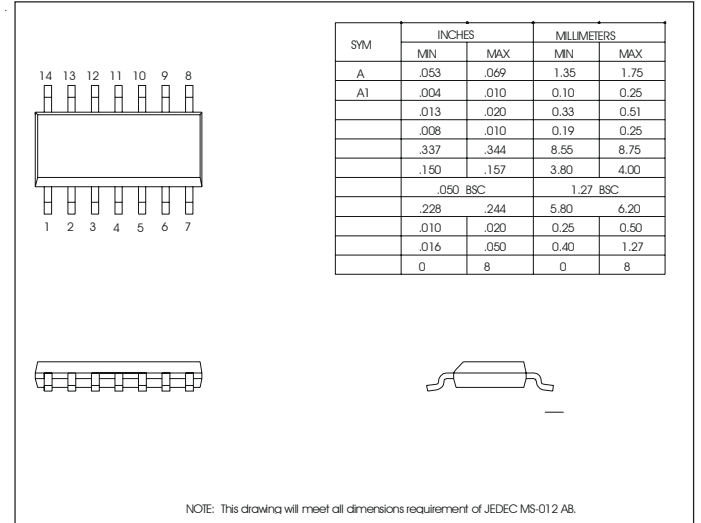 14 13 12 11 10 9 8
1 2 3 4 5 6 7
SYM INCHES MILLIMETERS
MIN MAX MIN MAX
A .053 .069 1.35 1.75
A1 .004 .010 0.10 0.25
.013 .020 0.33 0.51
.008 .010 0.19 0.25
.337 .344 8.55 8.75
.150 .157 3.80 4.00
.050 BSC 1.27 BSC
.228 .244 5.80 6.20
.010 .020 0.25 0.50
.016 .050 0.40 1.27
0 8 0 8
NOTE: This drawing will meet all dimensions requirement of JEDEC MS-012 AB.